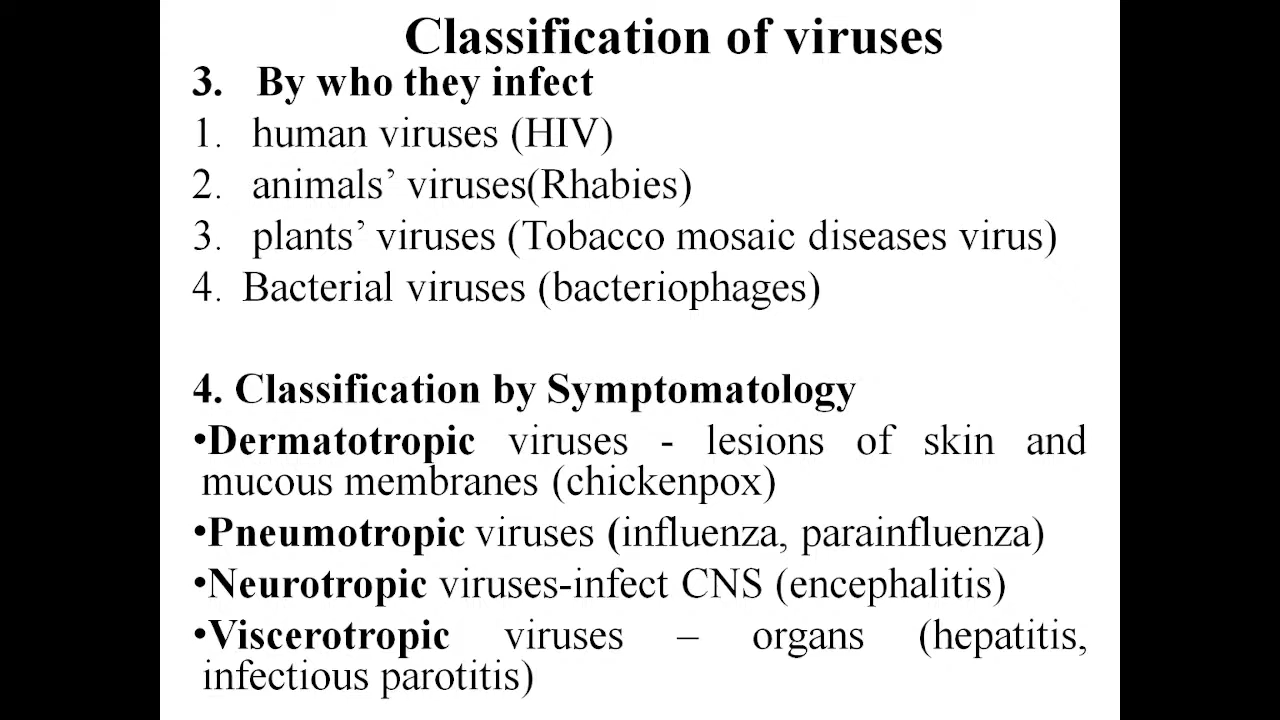 Classification of viruses
3. By who they infect
1. human viruses (HIV)
2. animals’ viruses(Rhabies)
3. plants’ viruses (Tobacco mosaic diseases virus)
4. Bacterial viruses (bacteriophages)
4. Classification by Symptomatology
•Dermatotropic viruses - lesions of skin and
mucous membranes (chickenpox)
•Pneumotropic viruses (influenza, parainfluenza)
•Neurotropic viruses-infect CNS (encephalitis)
•Viscerotropic viruses – organs (hepatitis,
infectious parotitis)